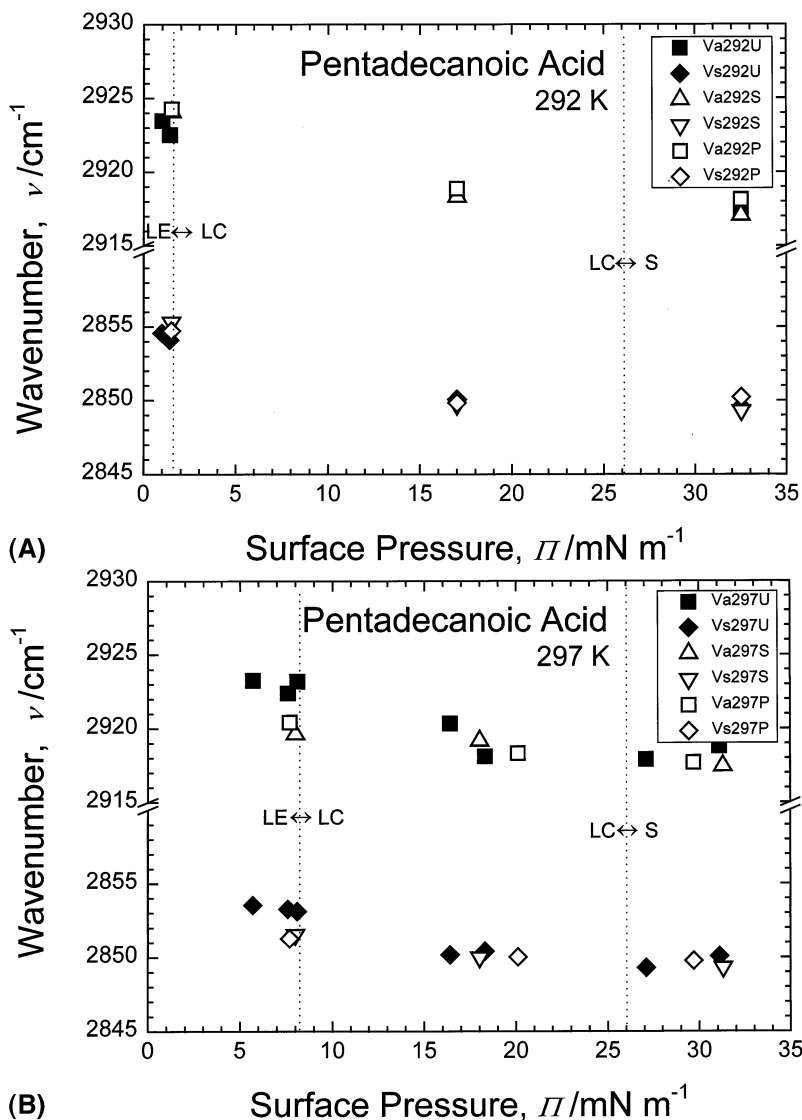 2930
2925
2920
2915
2855
2850
2845
Wavenumber, ν /cm⁻¹
Pentadecanoic Acid
292 K
Va292U
Vs292U
Va292S
Vs292S
Va292P
Vs292P
LE ↔ LC
LC ↔ S
0 5 10 15 20 25 30 35
(A) Surface Pressure, Π /mN m⁻¹
2930
2925
2920
2915
2855
2850
2845
Wavenumber, ν /cm⁻¹
Pentadecanoic Acid
297 K
Va297U
Vs297U
Va297S
Vs297S
Va297P
Vs297P
LE ↔ LC
LC ↔ S
0 5 10 15 20 25 30 35
(B) Surface Pressure, Π /mN m⁻¹